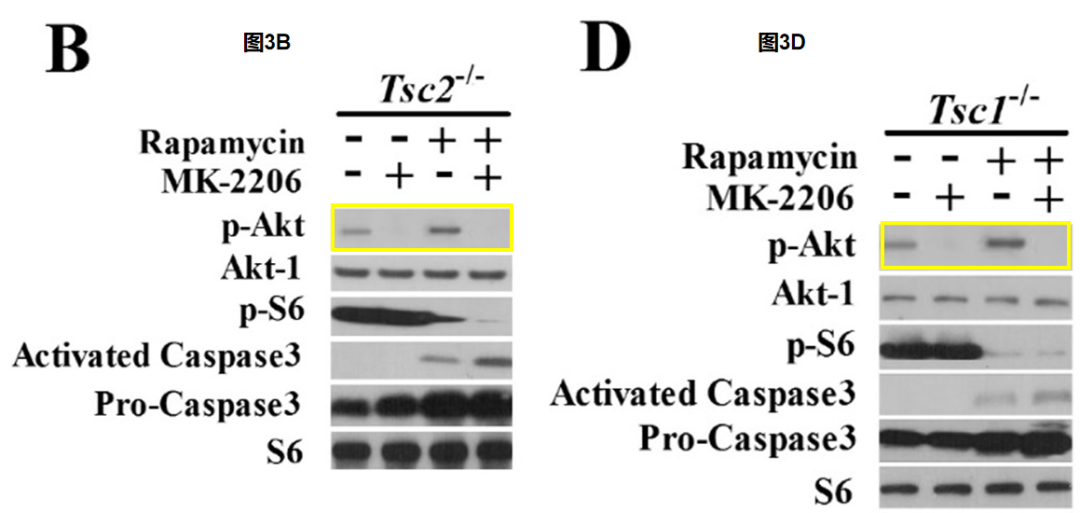 B
图3B
Tsc2-/-
Rapamycin - - + +
MK-2206 - + - +
p-Akt
Akt-1
p-S6
Activated Caspase3
Pro-Caspase3
S6
D
图3D
Tsc1-/-
Rapamycin - - + +
MK-2206 - + - +
p-Akt
Akt-1
p-S6
Activated Caspase3
Pro-Caspase3
S6